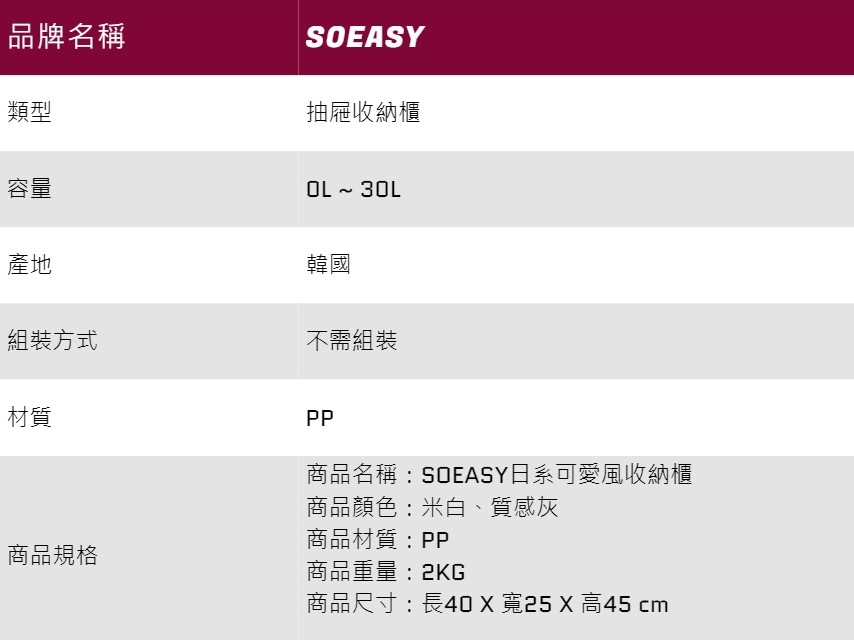 品牌名稱 SOEASY
類型 抽屜收納櫃
容量 0L ~ 30L
產地 韓國
組裝方式 不需組裝
材質 PP
商品規格
商品名稱：SOEASY日系可愛風收納櫃
商品顏色：米白、質感灰
商品材質：PP
商品重量：2KG
商品尺寸：長40 X 寬25 X 高45 cm